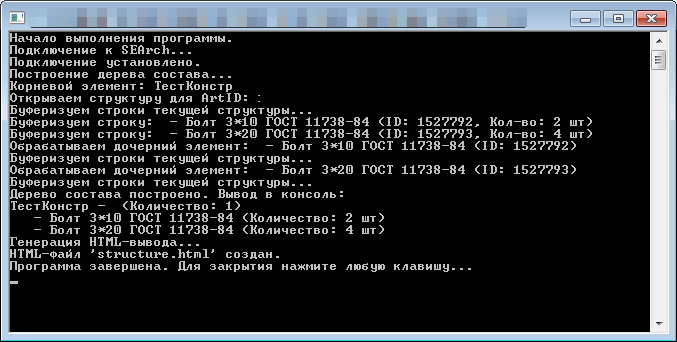 Начало выполнения программы.
Подключение к SEArch...
Подключение установлено.
Построение дерева состава...
Корневой элемент: ТестКонстр
Открываем структуру для ArtID:
Буферизуем строки текущей структуры...
Буферизуем строку:  - Болт 3*10 ГОСТ 11738-84 (ID: 1527792, Кол-во: 2 шт)
Буферизуем строку:  - Болт 3*20 ГОСТ 11738-84 (ID: 1527793, Кол-во: 4 шт)
Обрабатываем дочерний элемент:  - Болт 3*10 ГОСТ 11738-84 (ID: 1527792)
Буферизуем строки текущей структуры...
Обрабатываем дочерний элемент:  - Болт 3*20 ГОСТ 11738-84 (ID: 1527793)
Буферизуем строки текущей структуры...
Дерево состава построено. Вывод в консоль:
ТестКонстр -  (Количество: 1)
   - Болт 3*10 ГОСТ 11738-84 (Количество: 2 шт)
   - Болт 3*20 ГОСТ 11738-84 (Количество: 4 шт)
Генерация HTML-вывода...
HTML-файл 'structure.html' создан.
Программа завершена. Для закрытия нажмите любую клавишу...